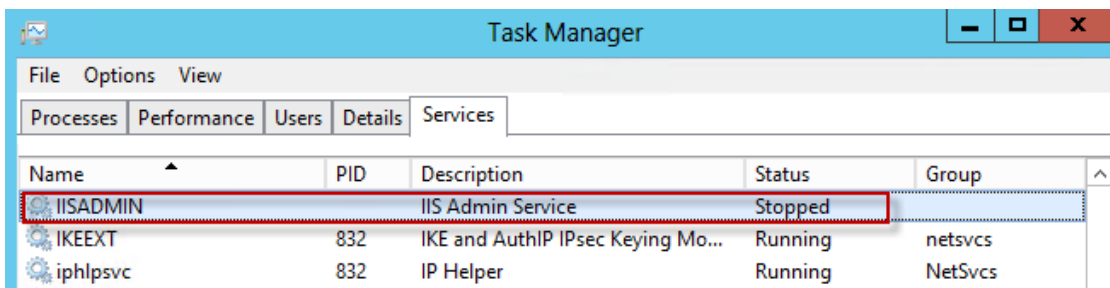 Task Manager
File Options View
Processes Performance Users Details Services
Name PID Description Status Group
IISADMIN IIS Admin Service Stopped
IKEEXT 832 IKE and AuthIP IPsec Keying Mo... Running netsvcs
iphlpsvc 832 IP Helper Running NetSvcs